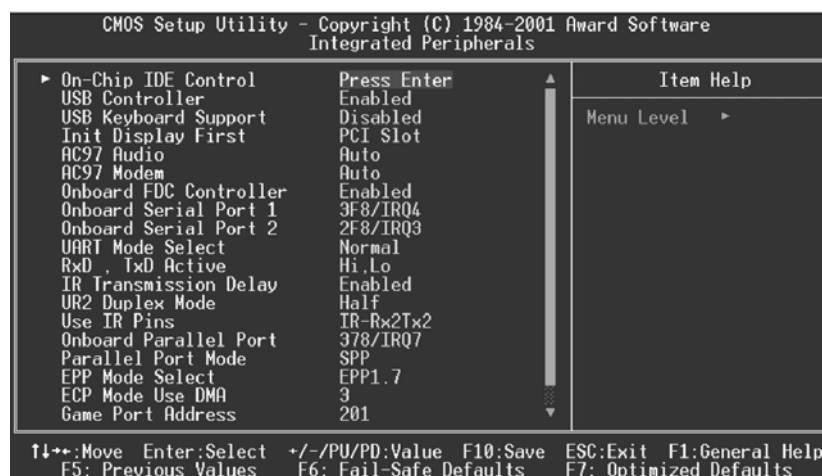 CMOS Setup Utility - Copyright (C) 1984-2001 Award Software
Integrated Peripherals
► On-Chip IDE Control Press Enter ▲ Item Help
USB Controller Enabled
USB Keyboard Support Disabled Menu Level ►
Init Display First PCI Slot
AC97 Audio Auto
AC97 Modem Auto
Onboard FDC Controller Enabled
Onboard Serial Port 1 3F8/IRQ4
Onboard Serial Port 2 2F8/IRQ3
UART Mode Select Normal
RxD , TxD Active Hi,Lo
IR Transmission Delay Enabled
UR2 Duplex Mode Half
Use IR Pins IR-Rx2Tx2
Onboard Parallel Port 378/IRQ7
Parallel Port Mode SPP
EPP Mode Select EPP1.7
ECP Mode Use DMA 3
Game Port Address 201 ▼
↑↓→←:Move Enter:Select +/-/PU/PD:Value F10:Save ESC:Exit F1:General Help
F5: Previous Values F6: Fail-Safe Defaults F7: Optimized Defaults